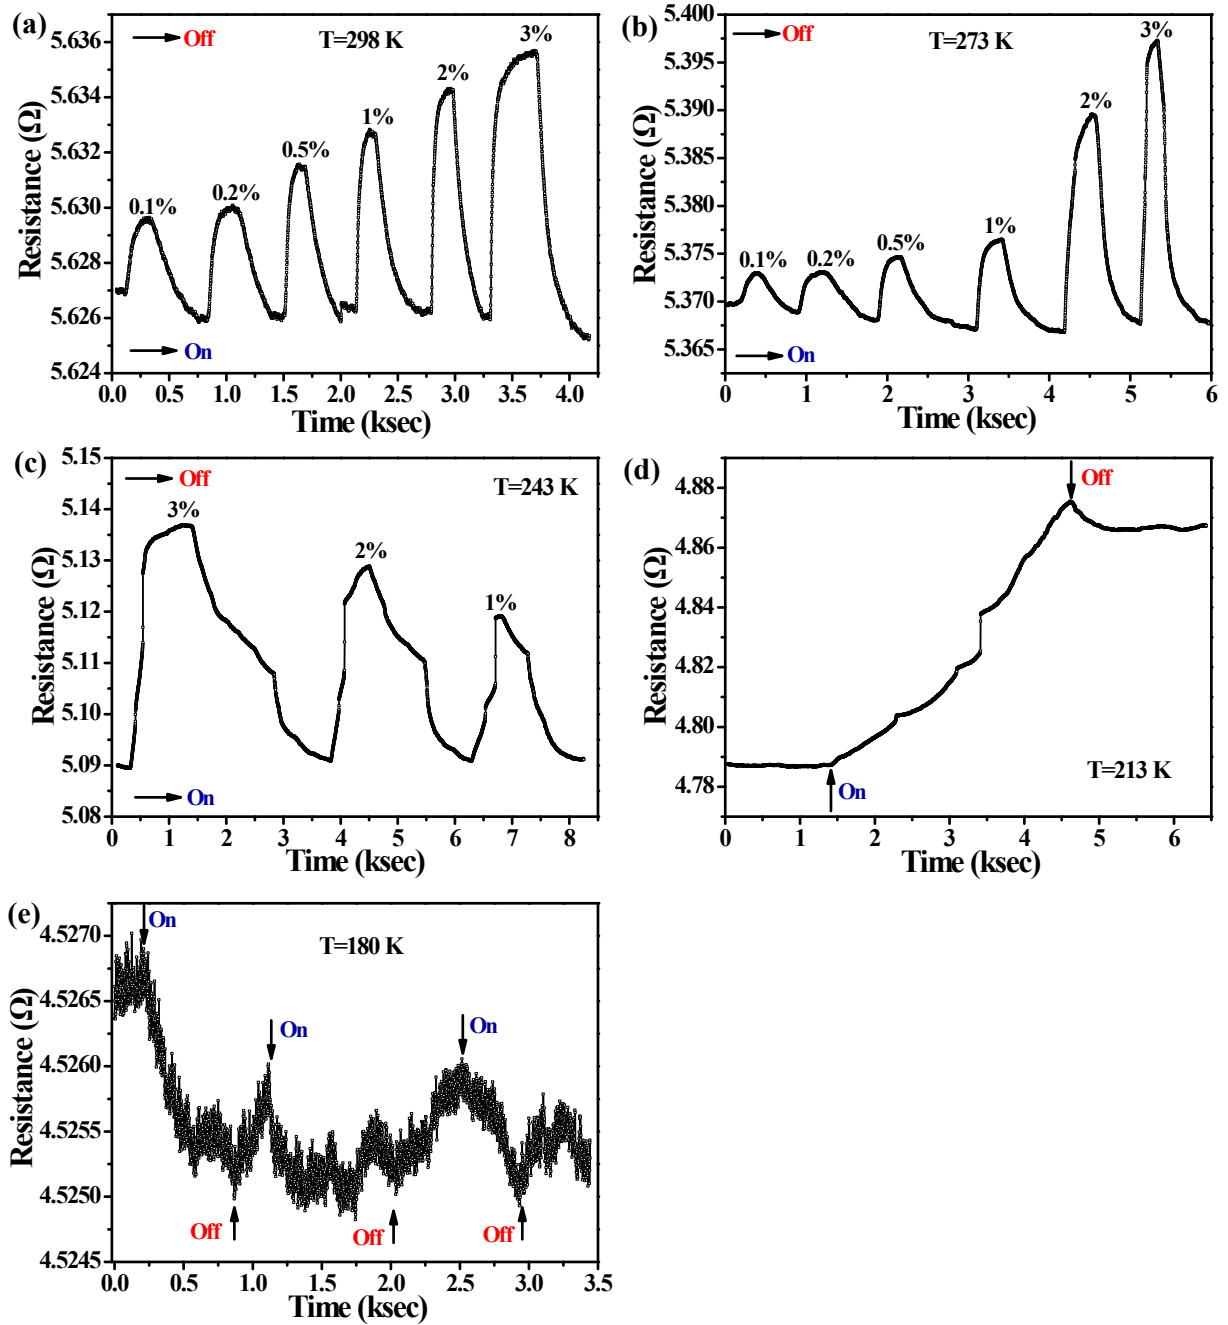 (a)
Off
T=298 K
3%
2%
1%
0.5%
0.2%
0.1%
On
5.636
5.634
5.632
5.630
5.628
5.626
5.624
Resistance (Ω)
0.0 0.5 1.0 1.5 2.0 2.5 3.0 3.5 4.0
Time (ksec)
(b)
Off
T=273 K
3%
2%
1%
0.5%
0.2%
0.1%
On
5.400
5.395
5.390
5.385
5.380
5.375
5.370
5.365
Resistance (Ω)
0 1 2 3 4 5 6
Time (ksec)
(c)
Off
T=243 K
3%
2%
1%
On
5.15
5.14
5.13
5.12
5.11
5.10
5.09
5.08
Resistance (Ω)
0 1 2 3 4 5 6 7 8
Time (ksec)
(d)
Off
On
T=213 K
4.88
4.86
4.84
4.82
4.80
4.78
Resistance (Ω)
0 1 2 3 4 5 6
Time (ksec)
(e)
On
T=180 K
On
On
Off
Off
Off
4.5270
4.5265
4.5260
4.5255
4.5250
4.5245
Resistance (Ω)
0.0 0.5 1.0 1.5 2.0 2.5 3.0 3.5
Time (ksec)